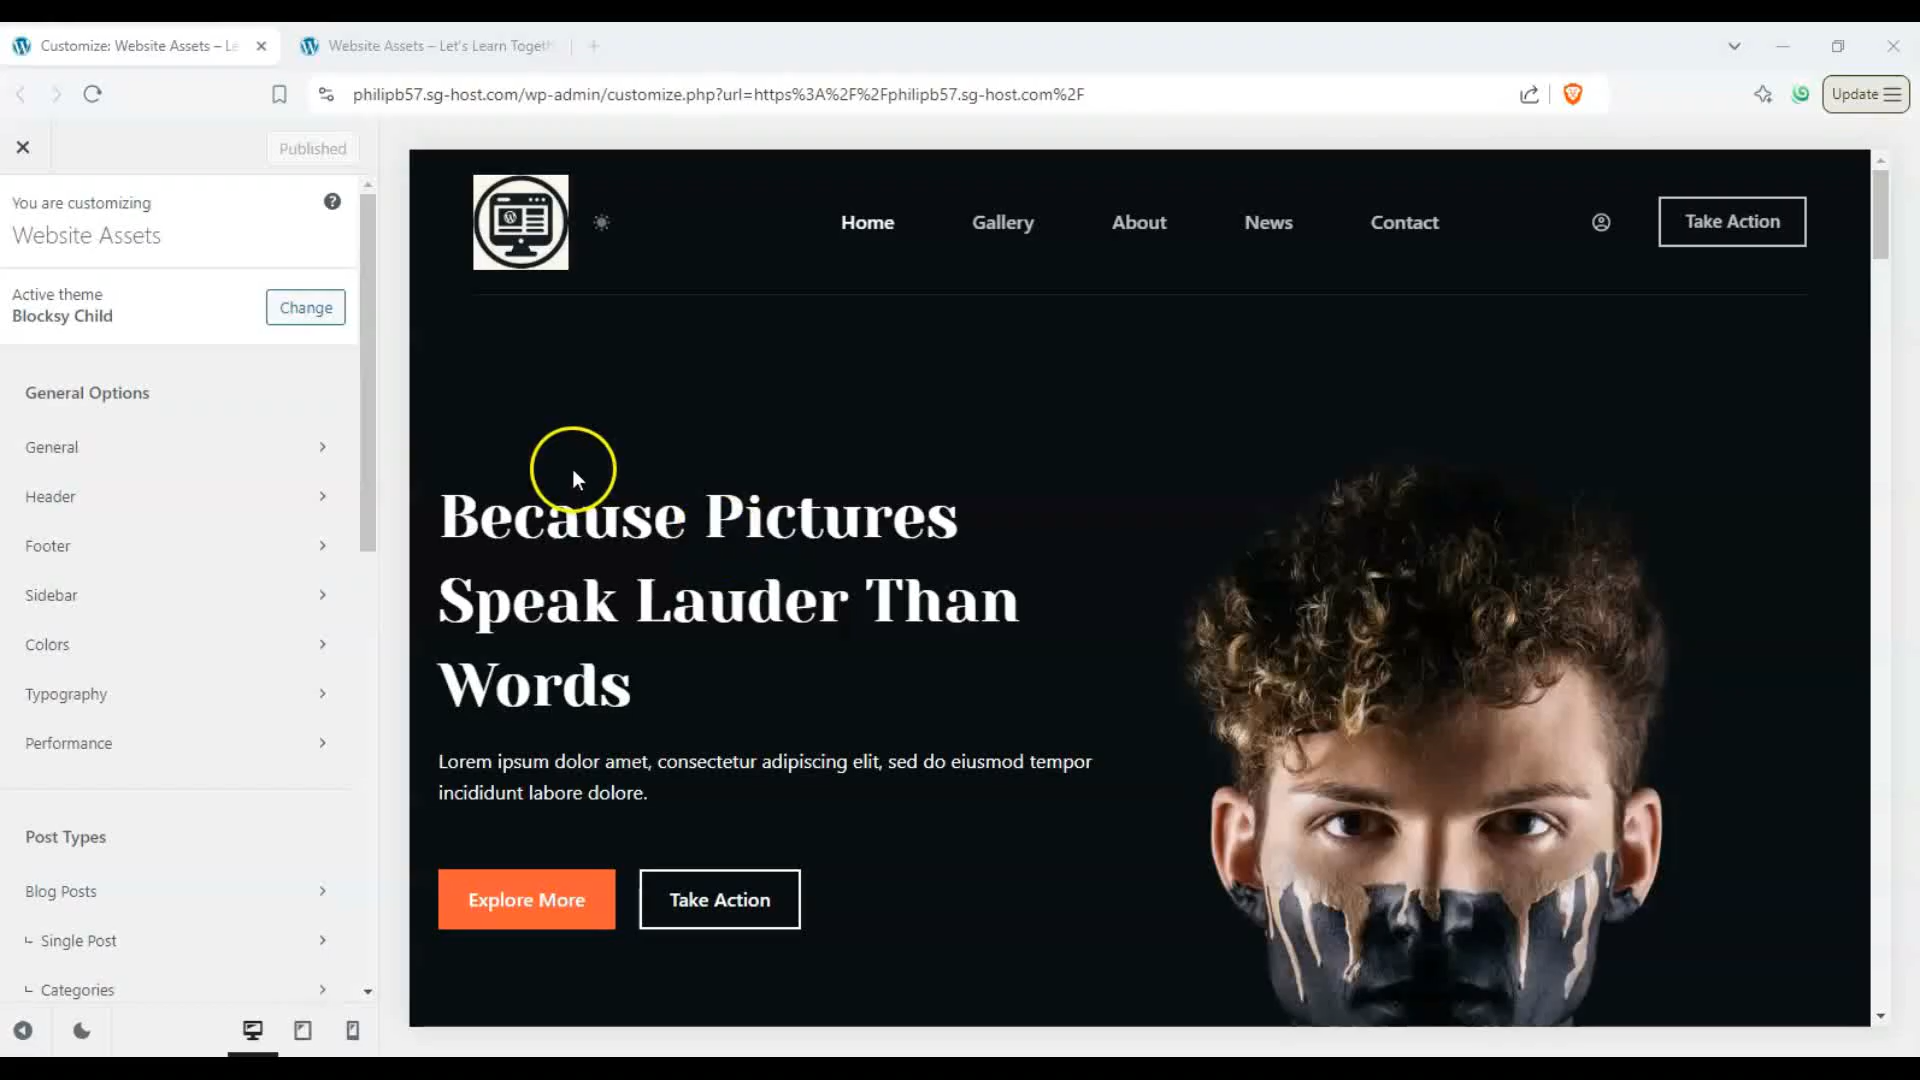 Customize: Website Assets – Le
Website Assets – Let's Learn Togeth
philipb57.sg-host.com/wp-admin/customize.php?url=https%3A%2F%2Fphilipb57.sg-host.com%2F
Update
Published
You are customizing
Website Assets
Active theme
Blocksy Child
Change
General Options
General
Header
Footer
Sidebar
Colors
Typography
Performance
Post Types
Blog Posts
Single Post
Categories
Home
Gallery
About
News
Contact
Take Action
Because Pictures
Speak Lauder Than
Words
Lorem ipsum dolor amet, consectetur adipiscing elit, sed do eiusmod tempor
incididunt labore dolore.
Explore More
Take Action